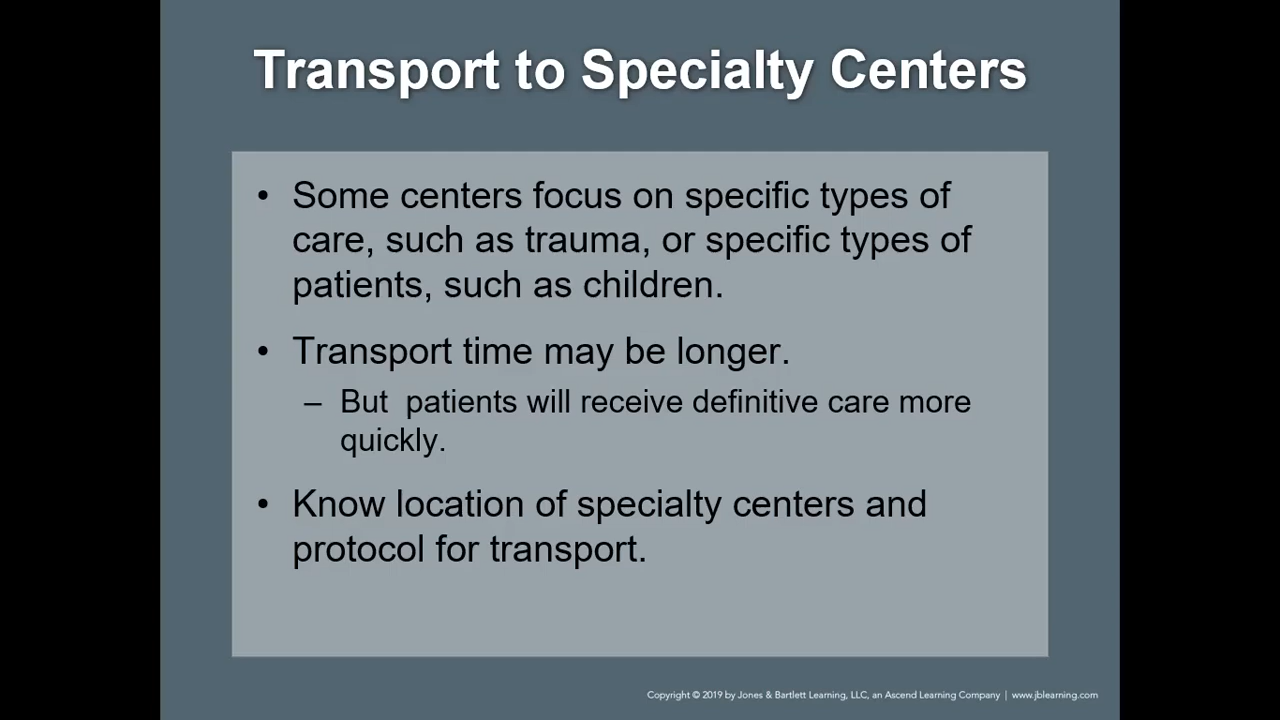 Transport to Specialty Centers
• Some centers focus on specific types of
care, such as trauma, or specific types of
patients, such as children.
• Transport time may be longer.
– But  patients will receive definitive care more
quickly.
• Know location of specialty centers and
protocol for transport.
Copyright © 2019 by Jones & Bartlett Learning, LLC, an Ascend Learning Company | www.jblearning.com